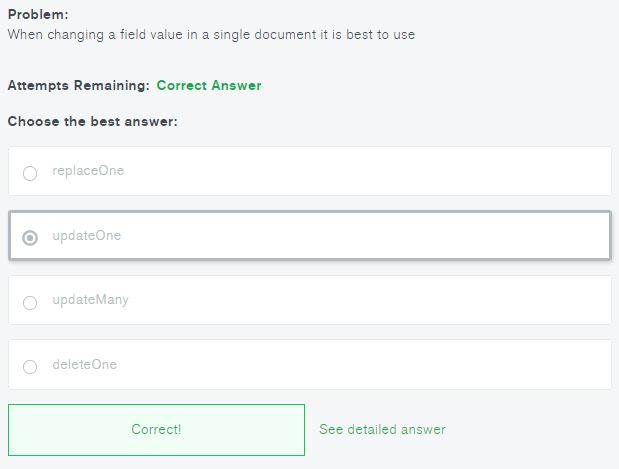 Problem:
When changing a field value in a single document it is best to use
Attempts Remaining: Correct Answer
Choose the best answer:
replaceOne
updateOne
updateMany
deleteOne
Correct! See detailed answer